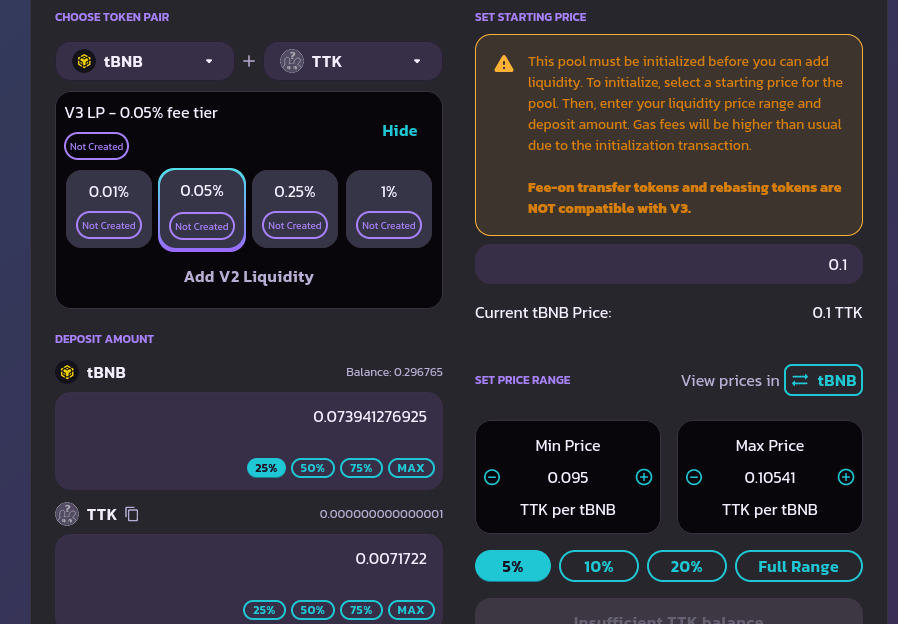 CHOOSE TOKEN PAIR
tBNB + TTK
V3 LP - 0.05% fee tier
Not Created
Hide
0.01% 0.05% 0.25% 1%
Not Created Not Created Not Created Not Created
Add V2 Liquidity
DEPOSIT AMOUNT
tBNB Balance: 0.296765
0.073941276925
25% 50% 75% MAX
TTK 0.000000000000001
0.0071722
25% 50% 75% MAX
SET STARTING PRICE
This pool must be initialized before you can add
liquidity. To initialize, select a starting price for the
pool. Then, enter your liquidity price range and
deposit amount. Gas fees will be higher than usual
due to the initialization transaction.
Fee-on transfer tokens and rebasing tokens are
NOT compatible with V3.
0.1
Current tBNB Price: 0.1 TTK
SET PRICE RANGE View prices in tBNB
Min Price Max Price
0.095 0.10541
TTK per tBNB TTK per tBNB
5% 10% 20% Full Range
Insufficient TTK balance